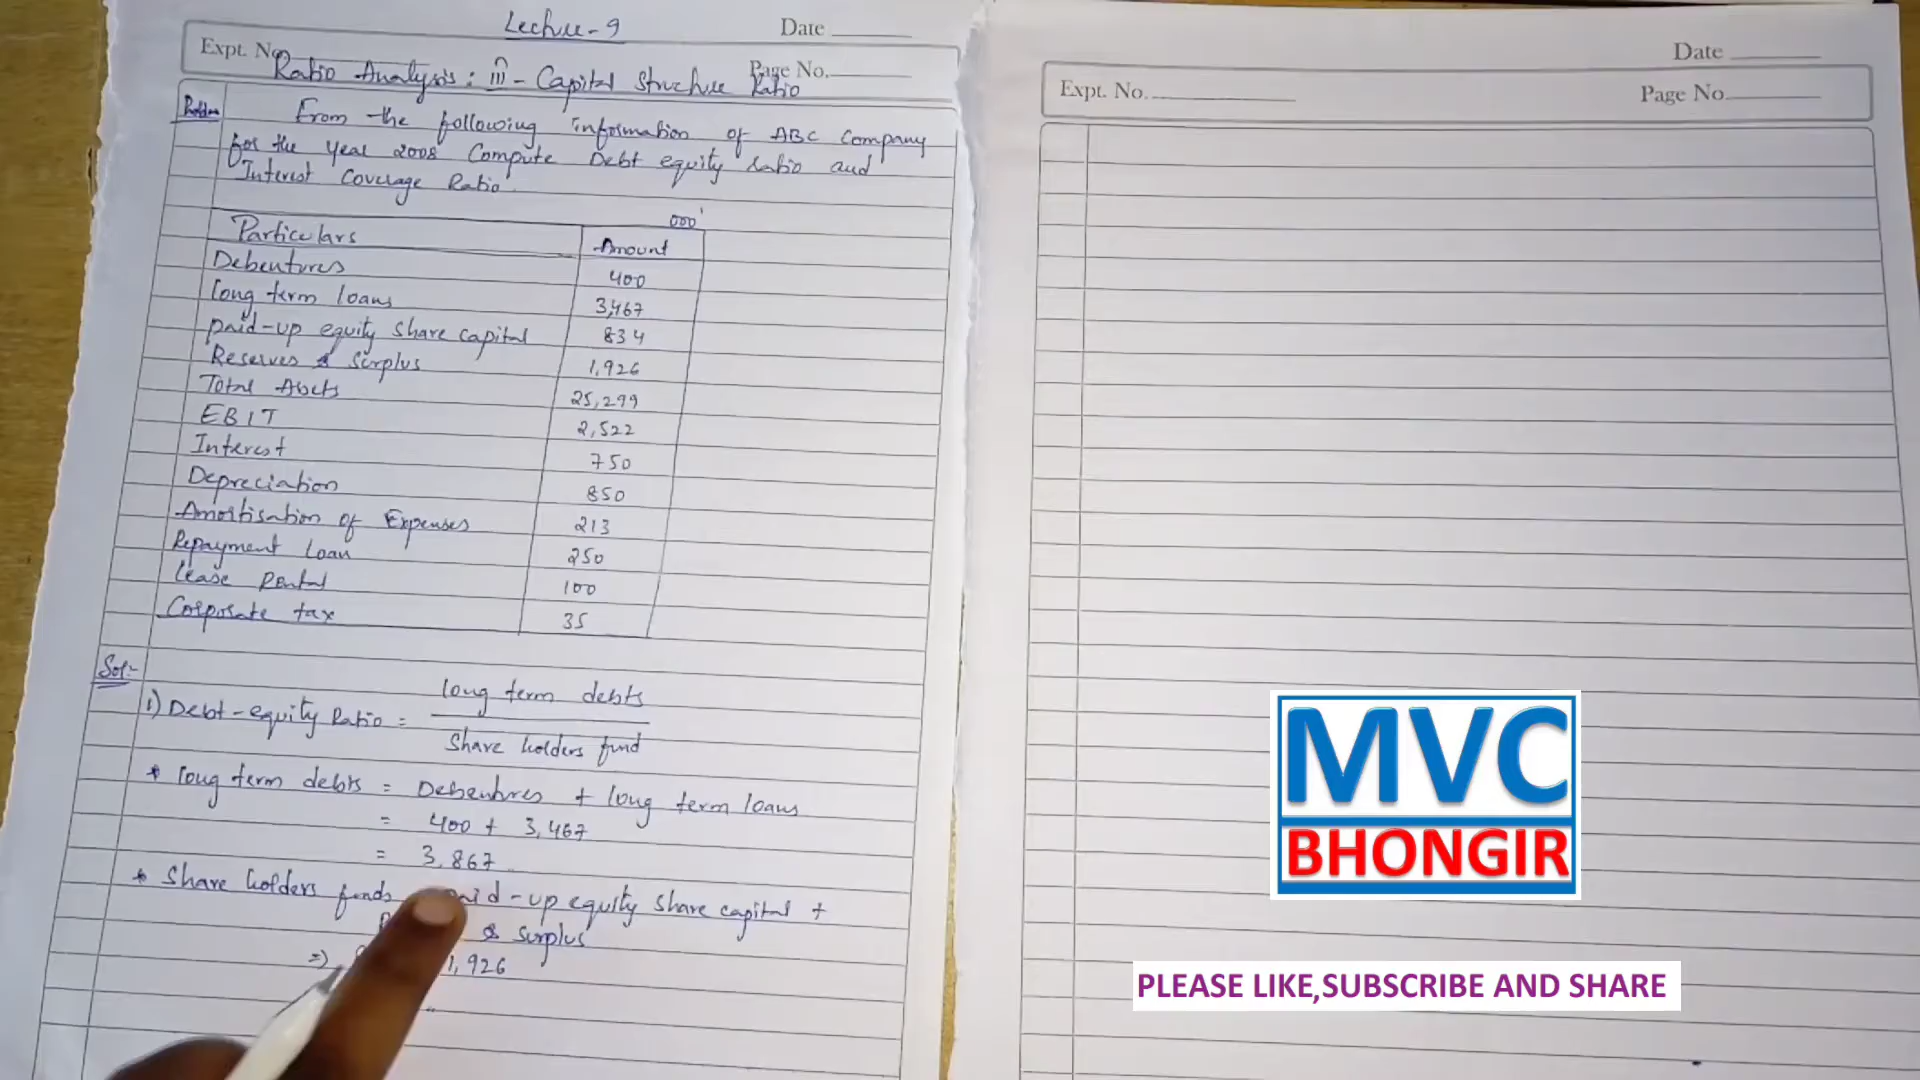 Lecture-9
Date
Expt. No.
Page No.
Ratio Analysis: iii - Capital Structure Ratio
Problem From the following information of ABC Company
for the year 2008 Compute Debt equity ratio and
Interest Coverage Ratio.
000'
Particulars Amount
Debentures 400
long term loans 3,467
paid-up equity share capital 834
Reserves & Surplus 1,926
Total Assets 25,299
EBIT 2,522
Interest 750
Depreciation 850
Amortisation of Expenses 213
Repayment loan 250
Lease Rental 100
Corporate tax 35
Sol:-
i) Debt-equity Ratio = long term debts
Share holders fund
* long term debts = Debentures + long term loans
= 400 + 3,467
= 3,867
* Share holders funds paid-up equity share capital +
& surplus
=) 1,926
Date
Expt. No.
Page No.
MVC
BHONGIR
PLEASE LIKE,SUBSCRIBE AND SHARE